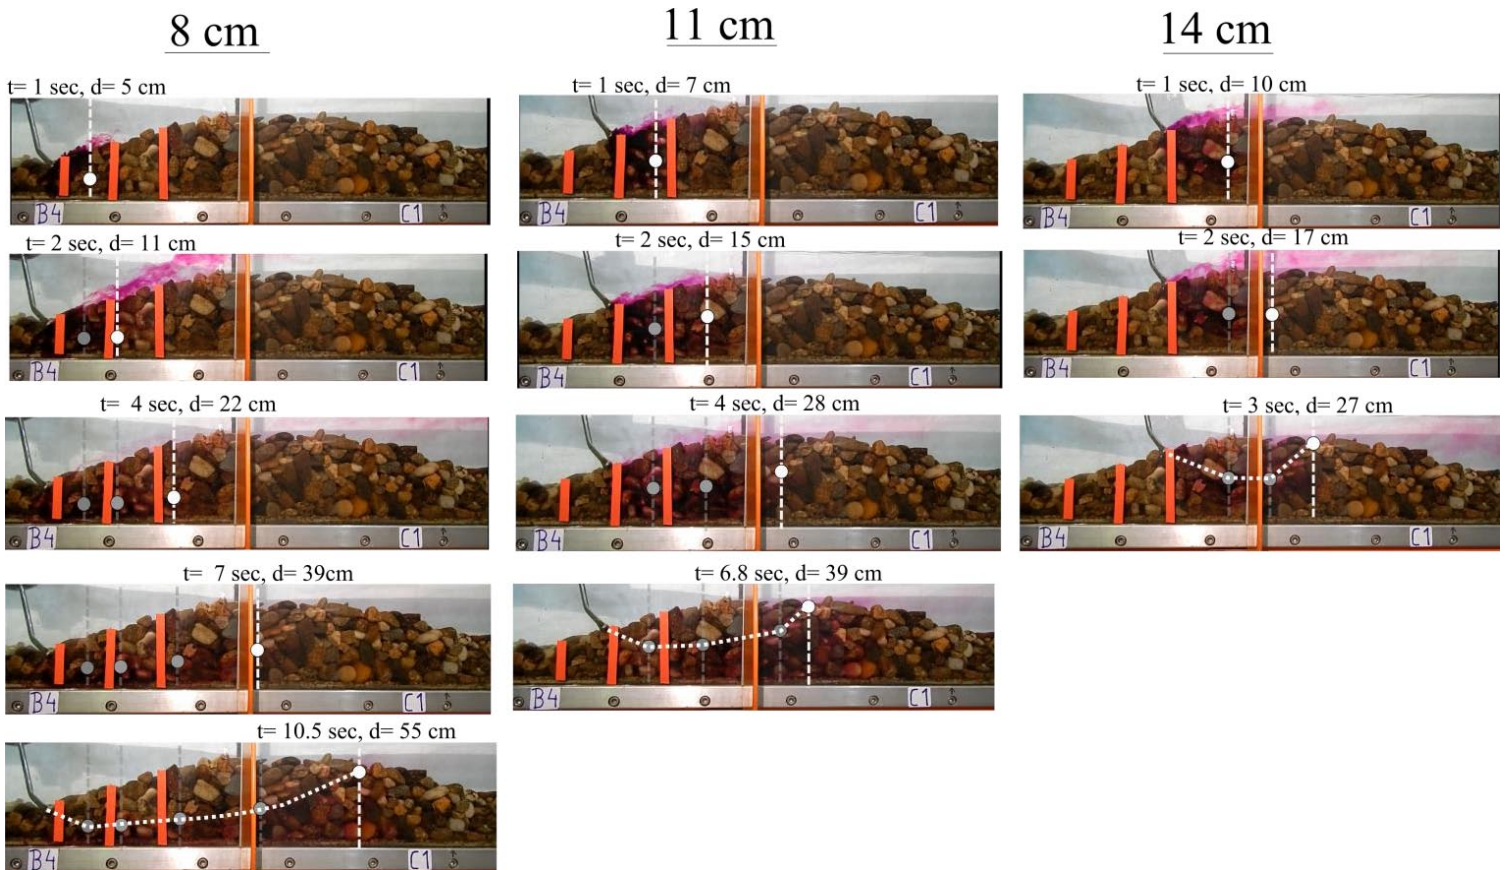 8 cm
11 cm
14 cm
t= 1 sec, d= 5 cm
t= 1 sec, d= 7 cm
t= 1 sec, d= 10 cm
B4
C1
B4
C1
B4
C1
t= 2 sec, d= 11 cm
t= 2 sec, d= 15 cm
t= 2 sec, d= 17 cm
B4
C1
B4
C1
B4
C1
t= 4 sec, d= 22 cm
t= 4 sec, d= 28 cm
t= 3 sec, d= 27 cm
B4
C1
B4
C1
B4
C1
t= 7 sec, d= 39cm
t= 6.8 sec, d= 39 cm
B4
C1
B4
C1
t= 10.5 sec, d= 55 cm
B4
C1